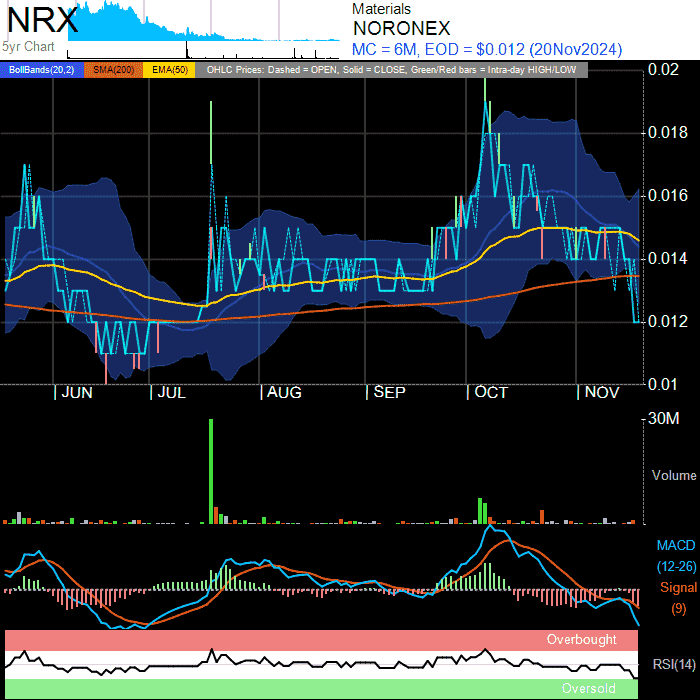 NRX
5yr Chart
Materials
NORONEX
MC = 6M, EOD = $0.012 (20Nov2024)
BollBands(20,2) SMA(200) EMA(50) OHLC Prices: Dashed = OPEN, Solid = CLOSE, Green/Red bars = Intra-day HIGH/LOW
0.02
0.018
0.016
0.014
0.012
0.01
JUN JUL AUG SEP OCT NOV
30M
Volume
MACD
(12-26)
Signal
(9)
Overbought
RSI(14)
Oversold